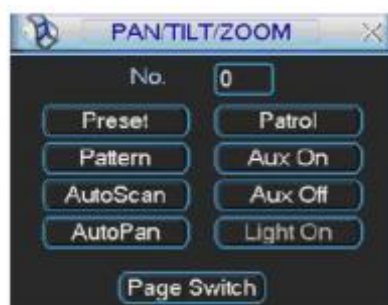 PAN/TILT/ZOOM
No. 0
Preset Patrol
Pattern Aux On
AutoScan Aux Off
AutoPan Light On
Page Switch